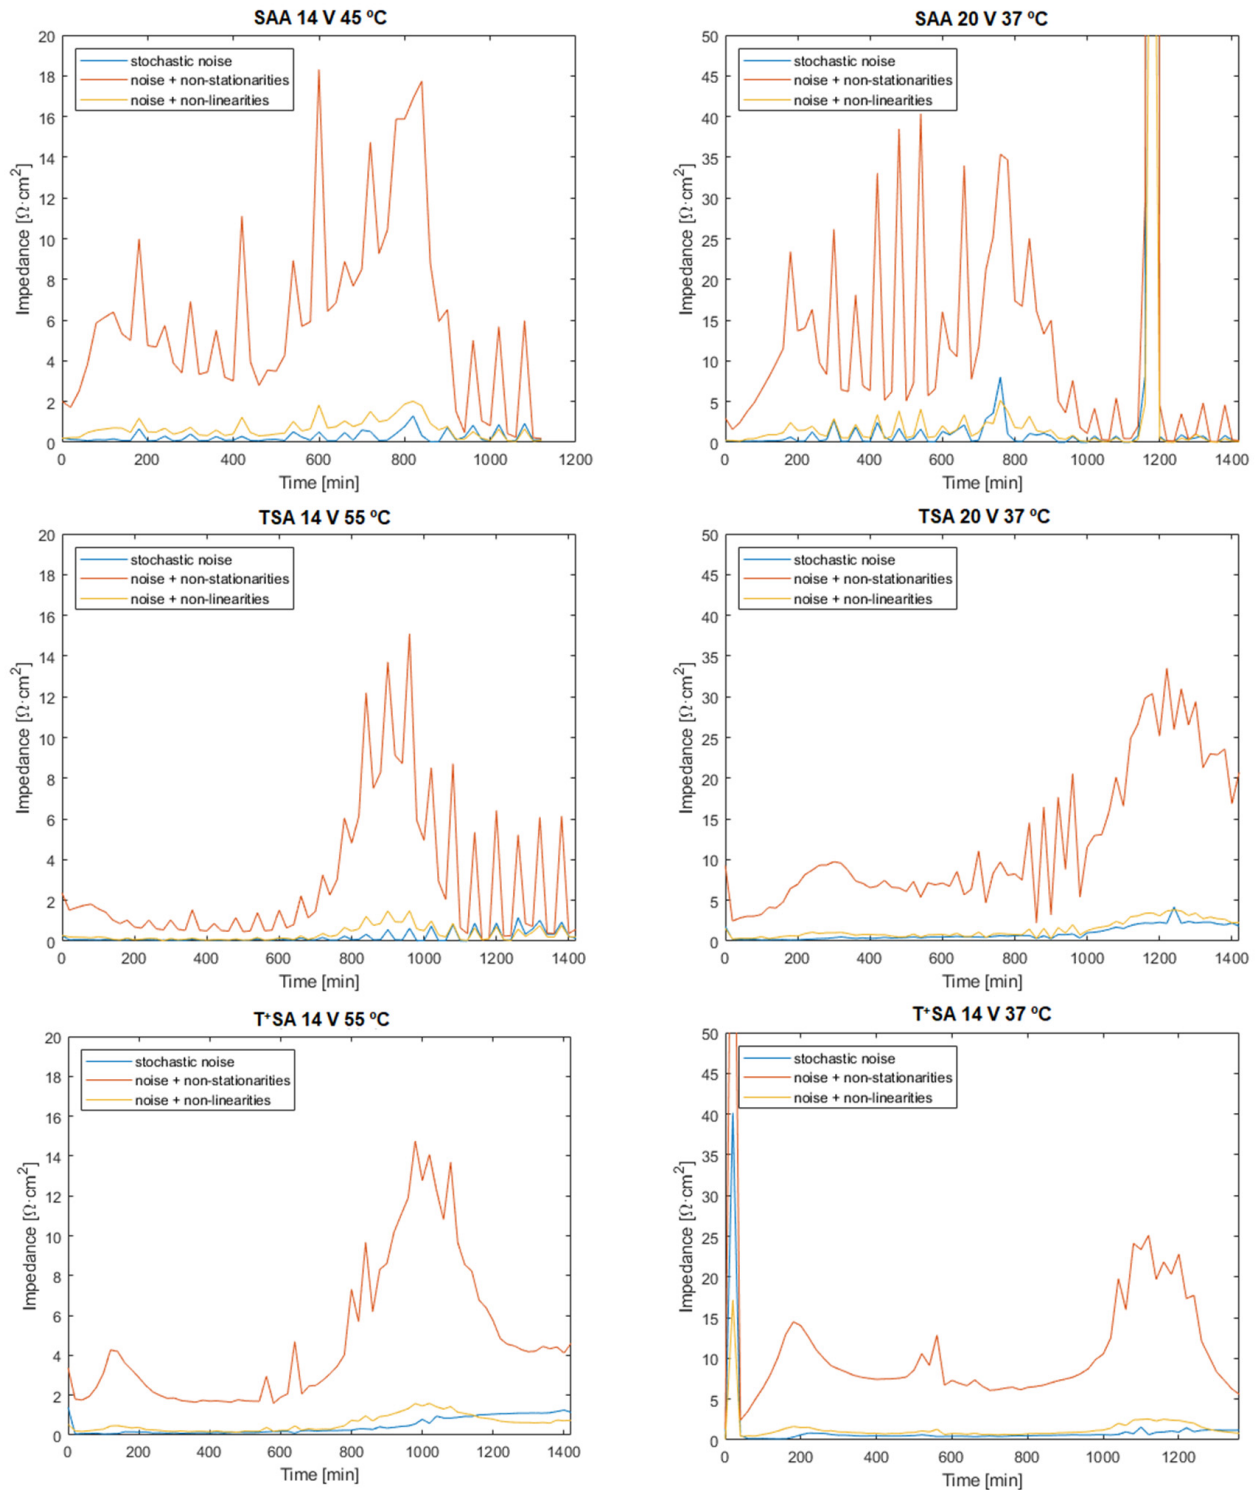 SAA 14 V 45 ºC
20
18
16
14
12
10
8
6
4
2
0
Impedance [Ω·cm²]
stochastic noise
noise + non-stationarities
noise + non-linearities
0 200 400 600 800 1000 1200
Time [min]
SAA 20 V 37 ºC
50
45
40
35
30
25
20
15
10
5
0
Impedance [Ω·cm²]
stochastic noise
noise + non-stationarities
noise + non-linearities
0 200 400 600 800 1000 1200 1400
Time [min]
TSA 14 V 55 ºC
20
18
16
14
12
10
8
6
4
2
0
Impedance [Ω·cm²]
stochastic noise
noise + non-stationarities
noise + non-linearities
0 200 400 600 800 1000 1200 1400
Time [min]
TSA 20 V 37 ºC
50
45
40
35
30
25
20
15
10
5
0
Impedance [Ω·cm²]
stochastic noise
noise + non-stationarities
noise + non-linearities
0 200 400 600 800 1000 1200 1400
Time [min]
T⁺SA 14 V 55 ºC
20
18
16
14
12
10
8
6
4
2
0
Impedance [Ω·cm²]
stochastic noise
noise + non-stationarities
noise + non-linearities
0 200 400 600 800 1000 1200 1400
Time [min]
T⁺SA 14 V 37 ºC
50
45
40
35
30
25
20
15
10
5
0
Impedance [Ω·cm²]
stochastic noise
noise + non-stationarities
noise + non-linearities
0 200 400 600 800 1000 1200
Time [min]